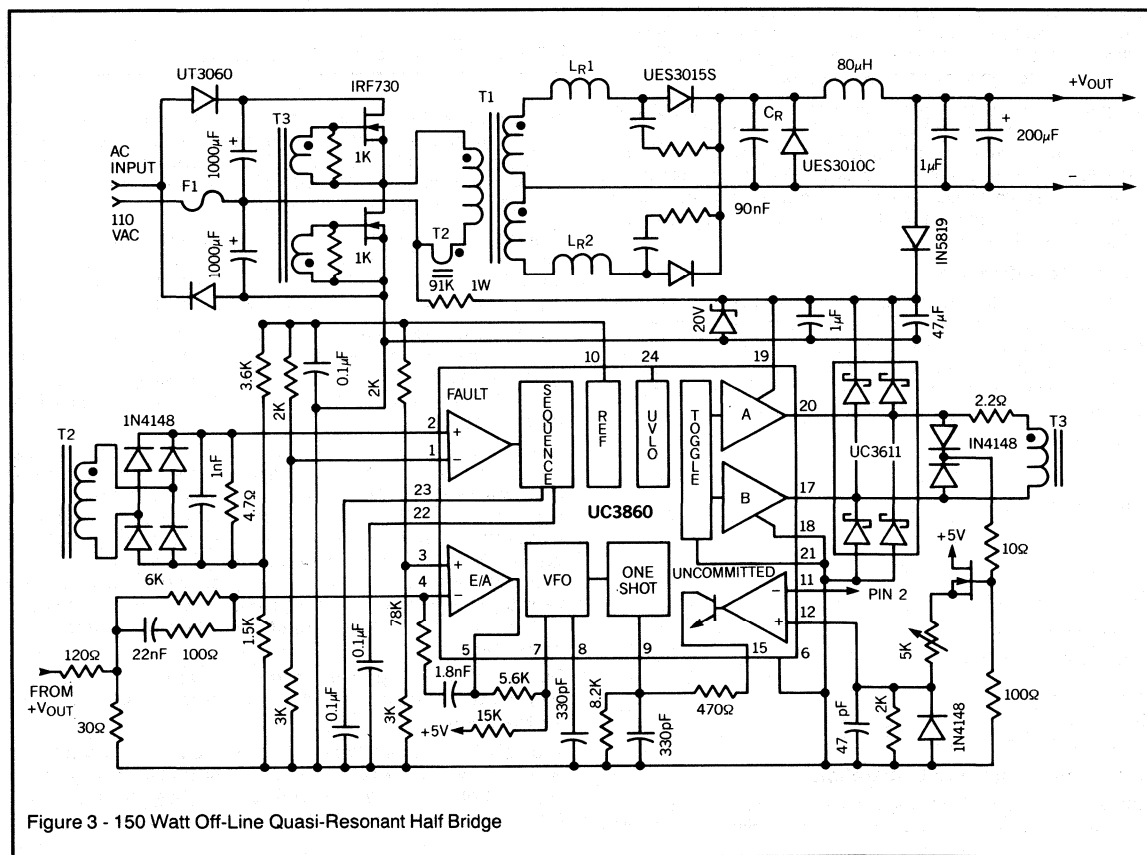 UT3060
IRF730
T3
1000µF
+
1K
AC
INPUT
F1
110
VAC
1000µF
+
1K
T2
91K
1W
T1
LR1
UES3015S
80µH
+VOUT
CR
UES3010C
1µF
+
200µF
90nF
–
LR2
IN5819
20V
1µF
47µF
3.6K
2K
0.1µF
2K
10
24
19
FAULT
SEQUENCE
REF
UVLO
TOGGLE
A
20
2.2Ω
T2
1N4148
1nF
4.7Ω
2
+
1
–
UC3611
IN4148
T3
B
17
23
22
UC3860
18
21
+5V
10Ω
6K
3
+
4
–
E/A
VFO
ONE
SHOT
UNCOMMITTED
11
–
PIN 2
12
+
78K
120Ω
22nF
100Ω
1.5K
0.1µF
5
7
8
9
15
6
5K
FROM
+VOUT
30Ω
3K
0.1µF
3K
1.8nF
5.6K
15K
+5V
330pF
8.2K
330pF
470Ω
47
pF
2K
1N4148
100Ω
Figure 3 - 150 Watt Off-Line Quasi-Resonant Half Bridge